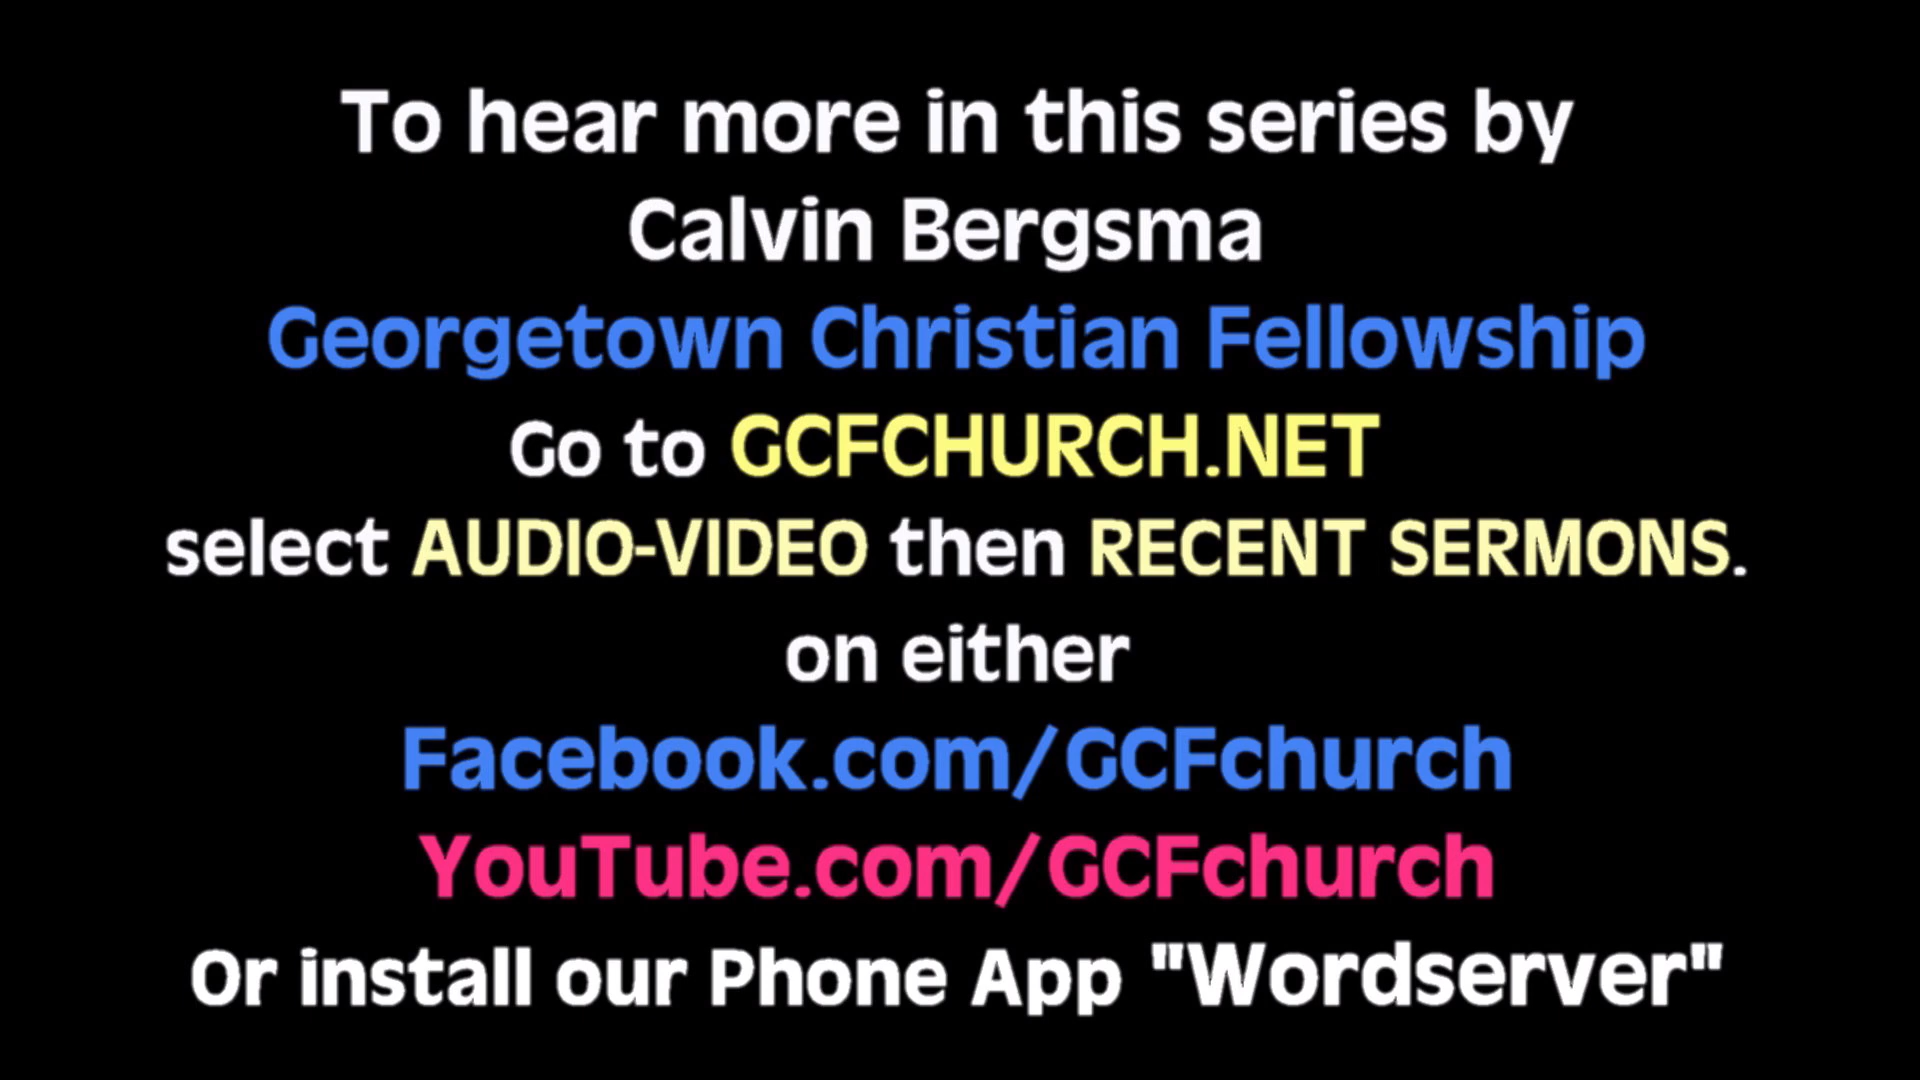 To hear more in this series by
Calvin Bergsma
Georgetown Christian Fellowship
Go to GCFCHURCH.NET
select AUDIO-VIDEO then RECENT SERMONS.
on either
Facebook.com/GCFchurch
YouTube.com/GCFchurch
Or install our Phone App "Wordserver"